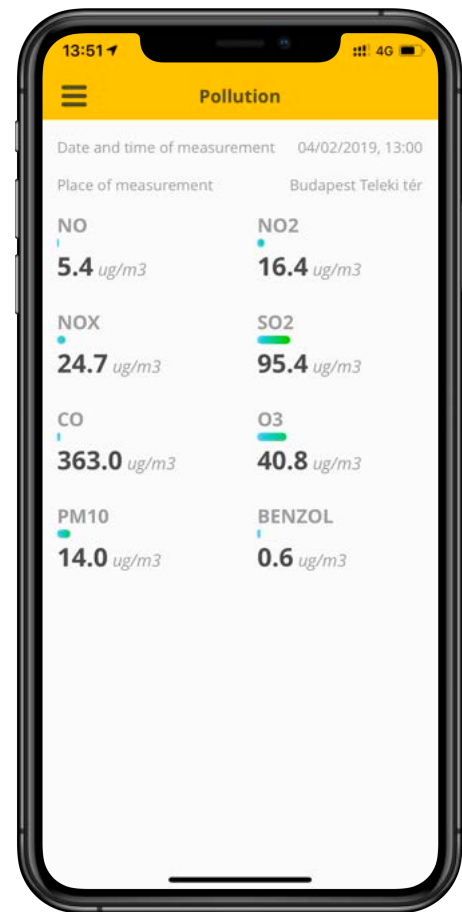 13:51 4G
Pollution
Date and time of measurement 04/02/2019, 13:00
Place of measurement Budapest Teleki tér
NO NO2
5.4 ug/m3 16.4 ug/m3
NOX SO2
24.7 ug/m3 95.4 ug/m3
CO O3
363.0 ug/m3 40.8 ug/m3
PM10 BENZOL
14.0 ug/m3 0.6 ug/m3